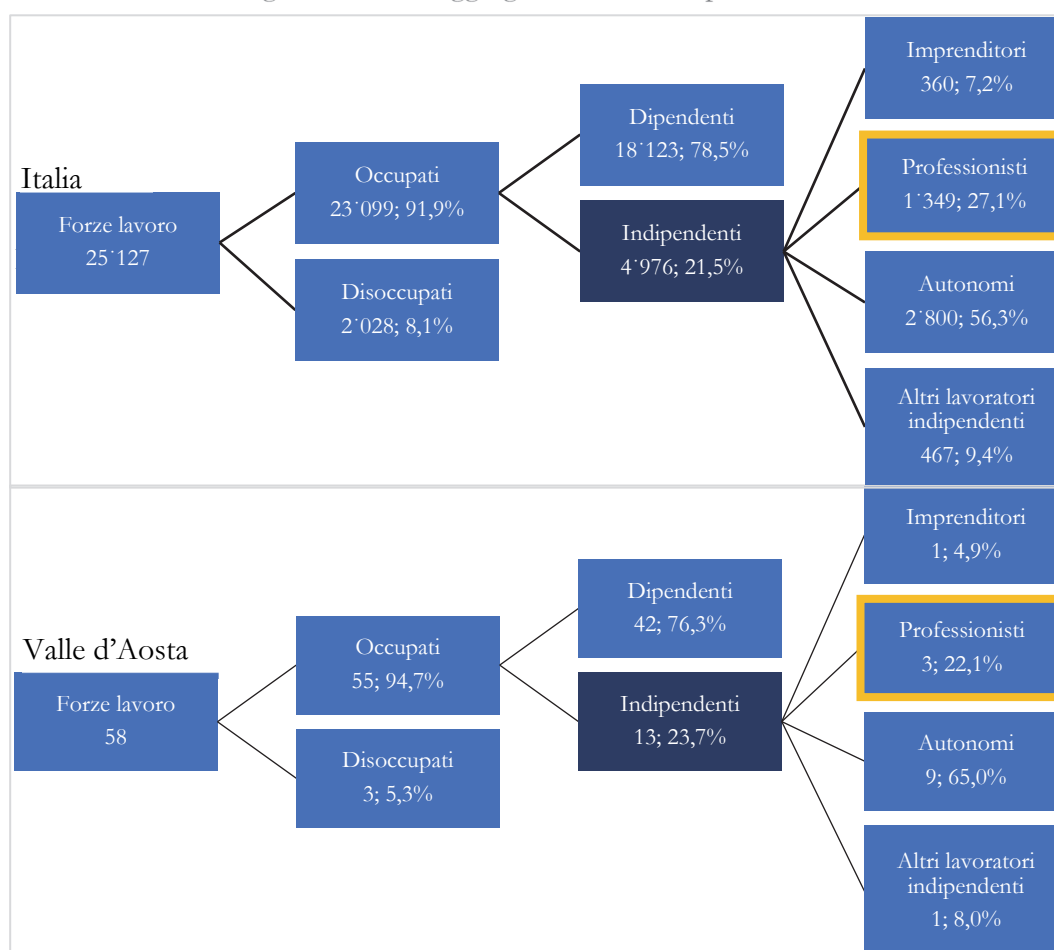 Italia
Forze lavoro
25˙127
Occupati
23˙099; 91,9%
Disoccupati
2˙028; 8,1%
Dipendenti
18˙123; 78,5%
Indipendenti
4˙976; 21,5%
Imprenditori
360; 7,2%
Professionisti
1˙349; 27,1%
Autonomi
2˙800; 56,3%
Altri lavoratori
indipendenti
467; 9,4%
Valle d’Aosta
Forze lavoro
58
Occupati
55; 94,7%
Disoccupati
3; 5,3%
Dipendenti
42; 76,3%
Indipendenti
13; 23,7%
Imprenditori
1; 4,9%
Professionisti
3; 22,1%
Autonomi
9; 65,0%
Altri lavoratori
indipendenti
1; 8,0%